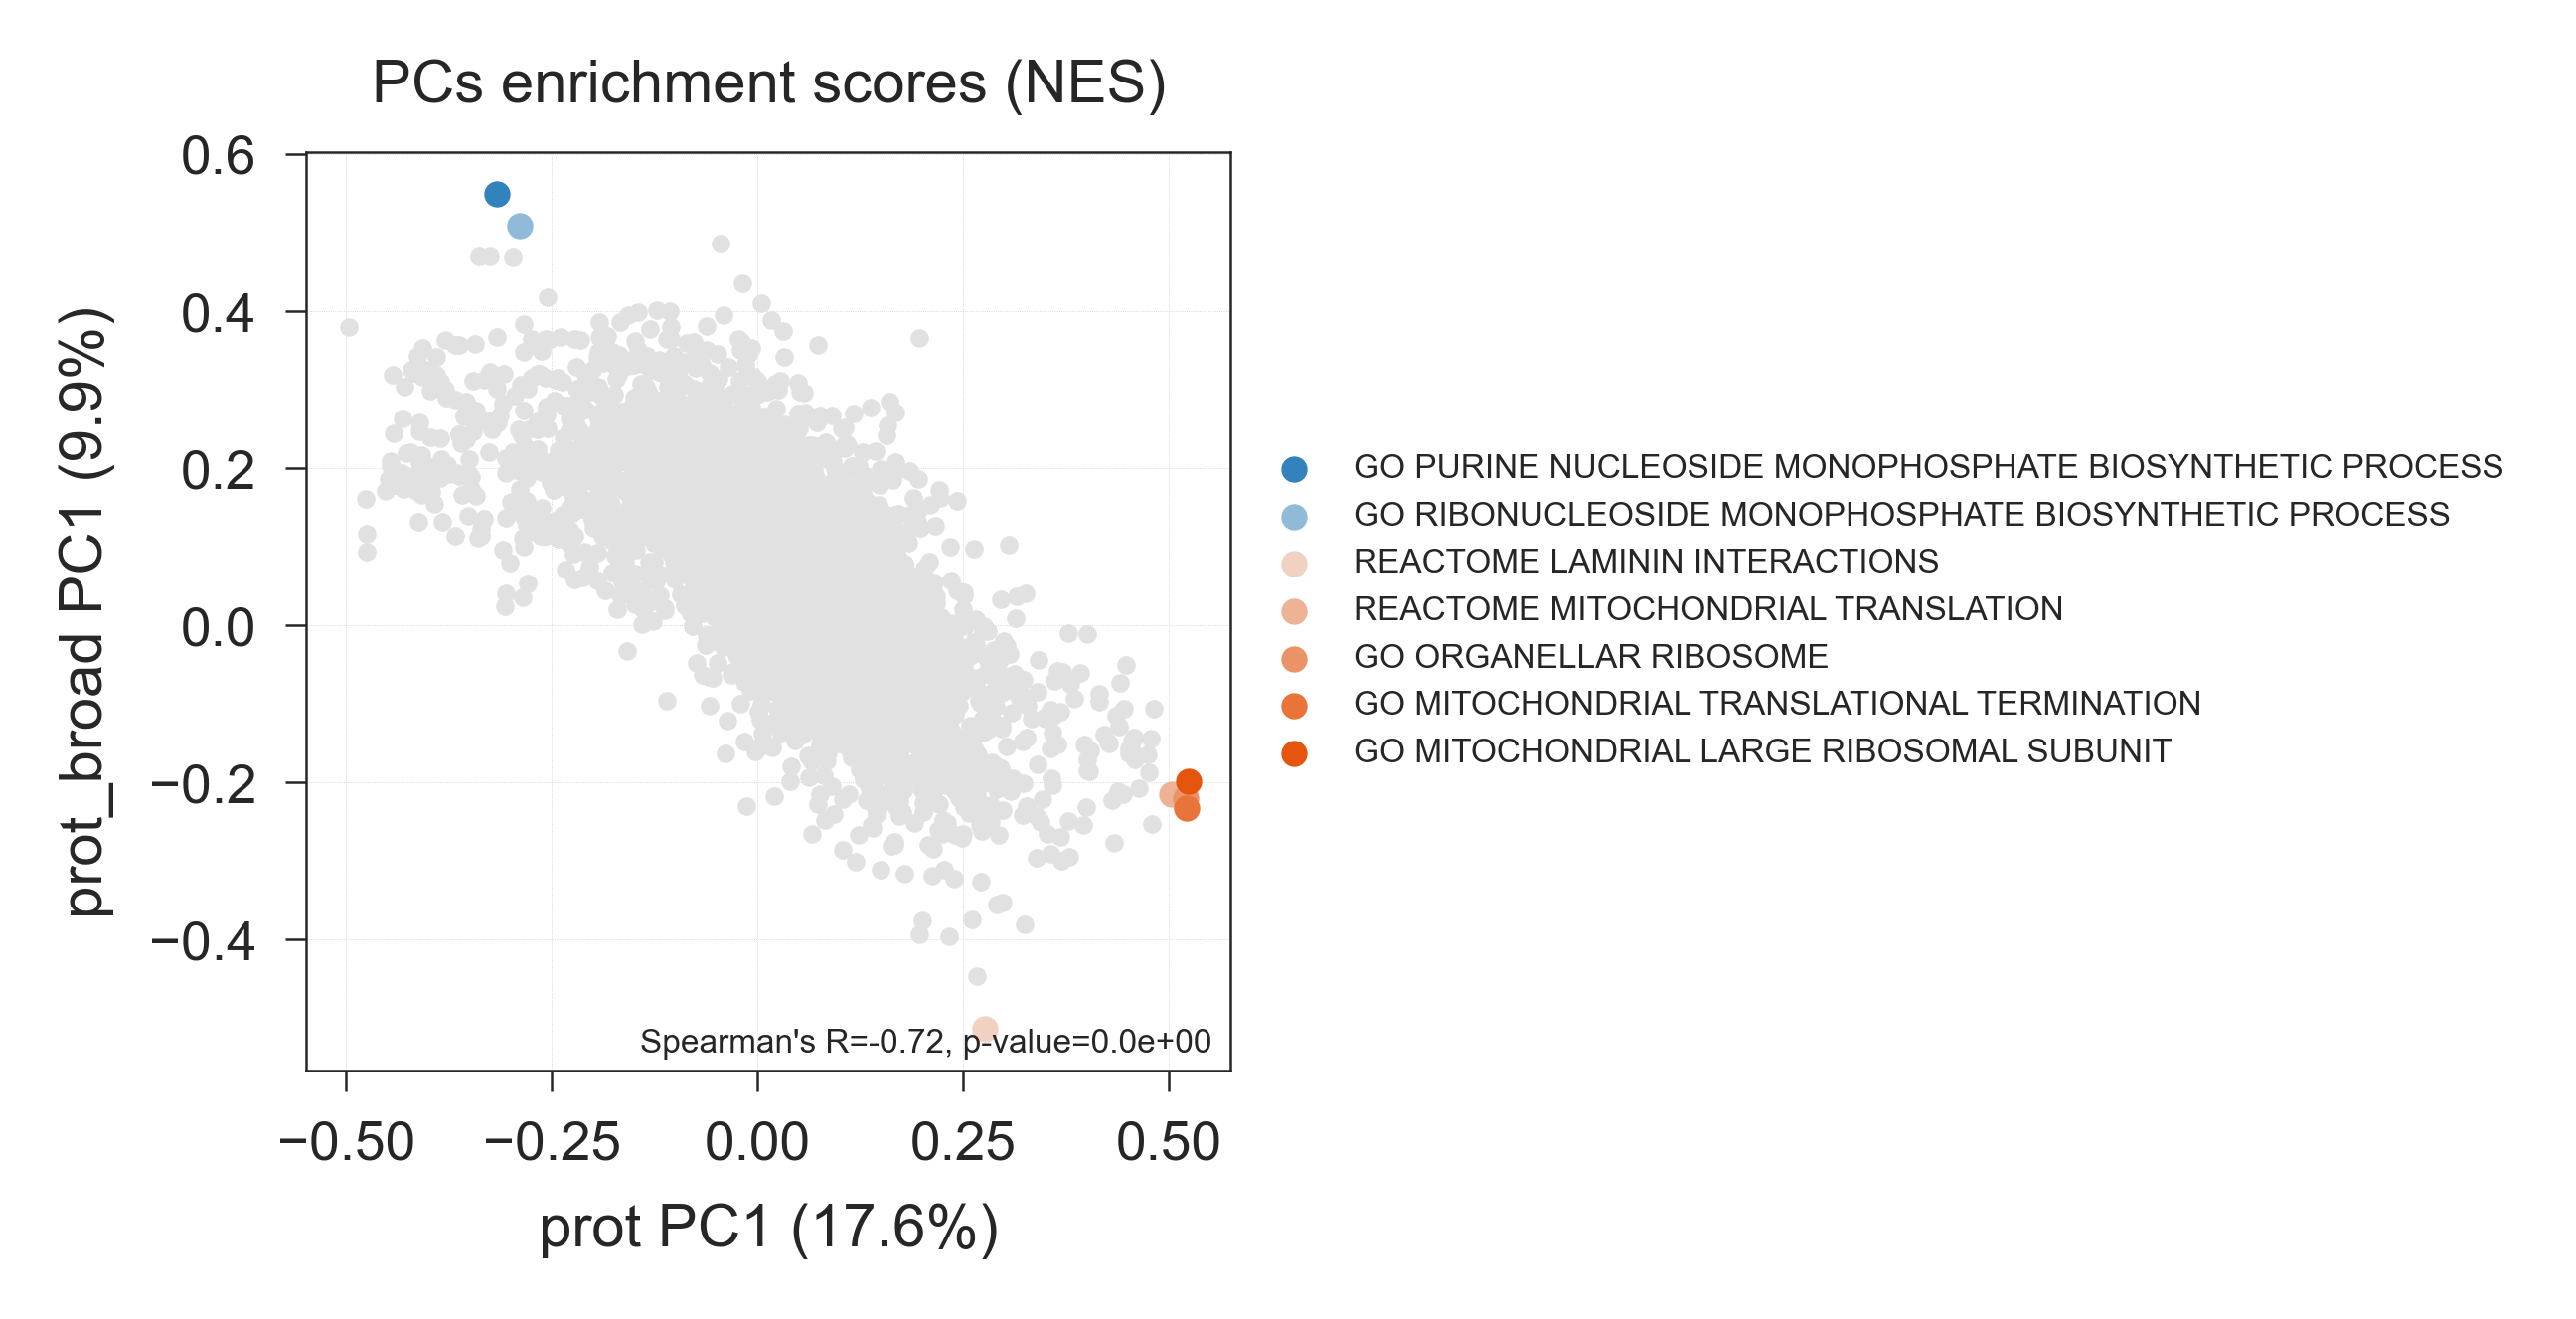 PCs enrichment scores (NES)
0.6
0.4
0.2
0.0
−0.2
−0.4
prot_broad PC1 (9.9%)
Spearman's R=-0.72, p-value=0.0e+00
−0.50
−0.25
0.00
0.25
0.50
prot PC1 (17.6%)
GO PURINE NUCLEOSIDE MONOPHOSPHATE BIOSYNTHETIC PROCESS
GO RIBONUCLEOSIDE MONOPHOSPHATE BIOSYNTHETIC PROCESS
REACTOME LAMININ INTERACTIONS
REACTOME MITOCHONDRIAL TRANSLATION
GO ORGANELLAR RIBOSOME
GO MITOCHONDRIAL TRANSLATIONAL TERMINATION
GO MITOCHONDRIAL LARGE RIBOSOMAL SUBUNIT